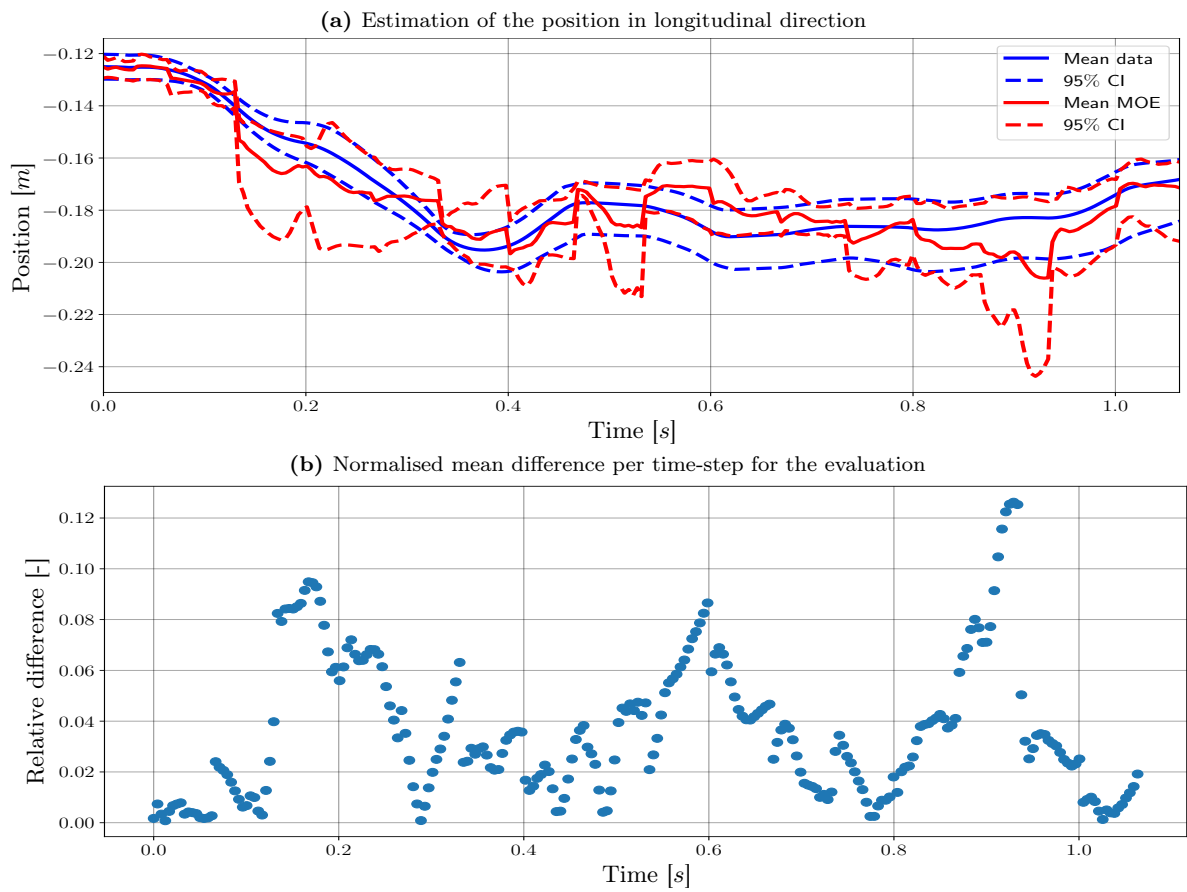 (a) Estimation of the position in longitudinal direction
−0.12
−0.14
−0.16
−0.18
−0.20
−0.22
−0.24
Position [m]
Mean data
95% CI
Mean MOE
95% CI
0.0 0.2 0.4 0.6 0.8 1.0
Time [s]
(b) Normalised mean difference per time-step for the evaluation
0.12
0.10
0.08
0.06
0.04
0.02
0.00
Relative difference [-]
0.0 0.2 0.4 0.6 0.8 1.0
Time [s]